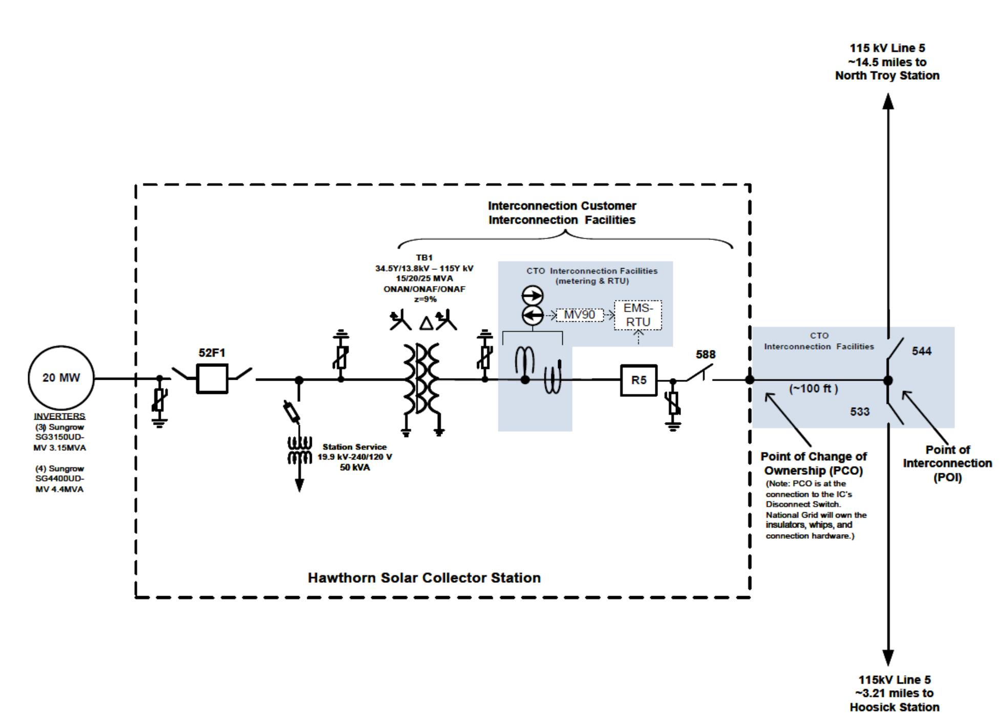 115 kV Line 5
~14.5 miles to
North Troy Station
Interconnection Customer
Interconnection Facilities
TB1
34.5Y/13.8kV – 115Y kV
15/20/25 MVA
ONAN/ONAF/ONAF
z=9%
CTO Interconnection Facilities
(metering & RTU)
MV90
EMS-
RTU
CTO
Interconnection Facilities
544
588
52F1
20 MW
R5
(~100 ft )
533
INVERTERS
(3) Sungrow
SG3150UD-
MV 3.15MVA
(4) Sungrow
SG4400UD-
MV 4.4MVA
Station Service
19.9 kV-240/120 V
50 kVA
Point of Change of
Ownership (PCO)
(Note: PCO is at the
connection to the IC's
Disconnect Switch.
National Grid will own the
insulators, whips, and
connection hardware.)
Point of
Interconnection
(POI)
Hawthorn Solar Collector Station
115kV Line 5
~3.21 miles to
Hoosick Station